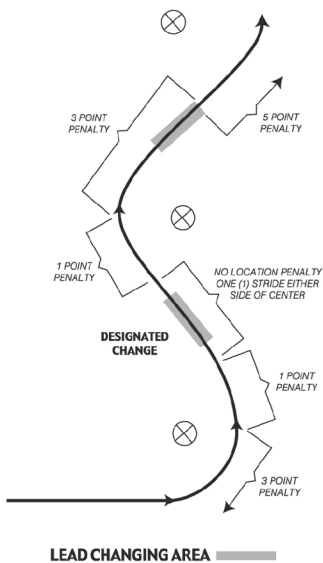 3 POINT
PENALTY
5 POINT
PENALTY
1 POINT
PENALTY
NO LOCATION PENALTY
ONE (1) STRIDE EITHER
SIDE OF CENTER
DESIGNATED
CHANGE
1 POINT
PENALTY
3 POINT
PENALTY
LEAD CHANGING AREA